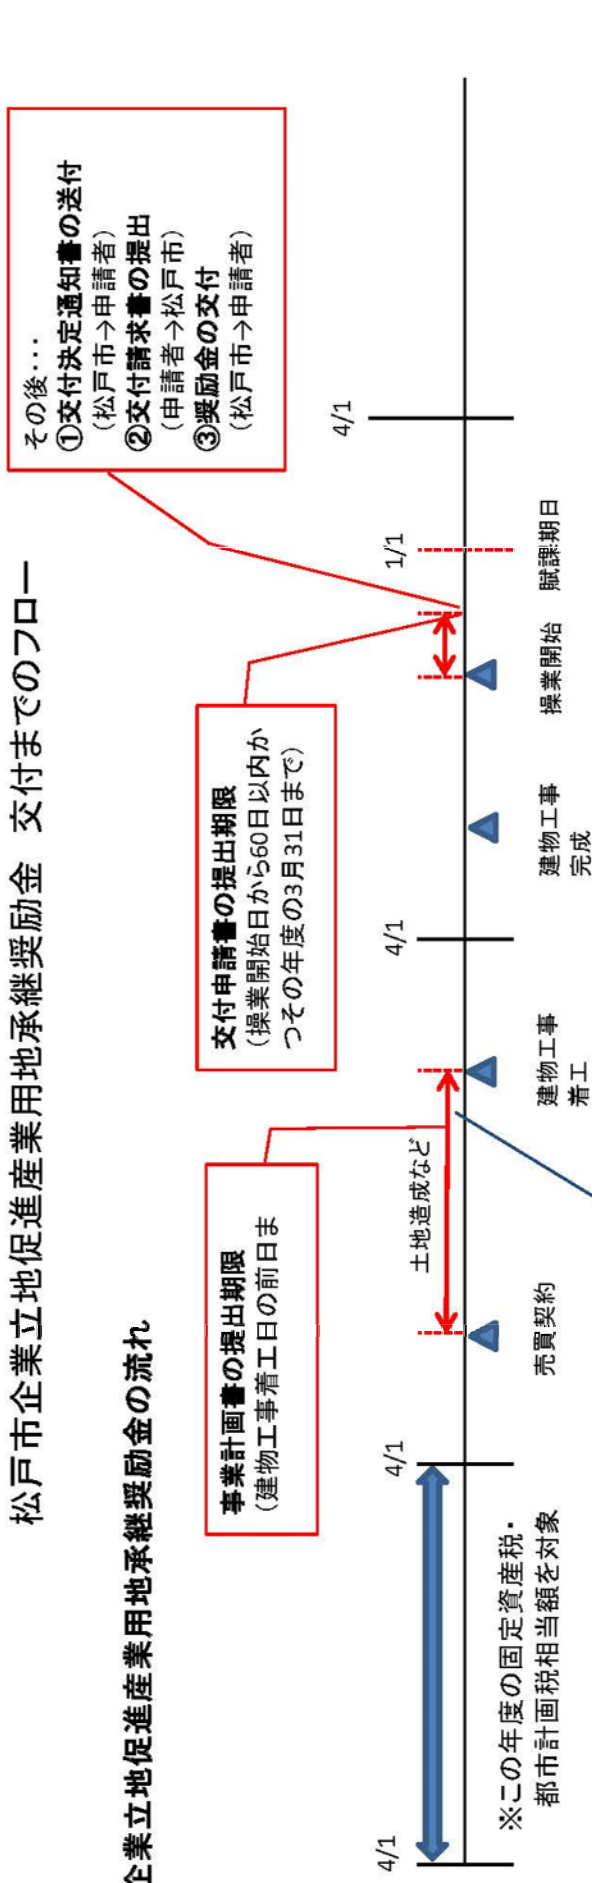 松戸市企業立地促進産業用地承継奨励金 交付までのフロー
企業立地促進産業用地承継奨励金の流れ
その後・・・
①交付決定通知書の送付
（松戸市→申請者）
②交付請求書の提出
（申請者→松戸市）
③奨励金の交付
（松戸市→申請者）
交付申請書の提出期限
（操業開始日から60日以内か
つその年度の3月31日まで）
事業計画書の提出期限
（建物工事着工日の前日ま
土地造成など
4/1
4/1
4/1
1/1
4/1
売買契約
建物工事
着工
建物工事
完成
操業開始
賦課期日
※この年度の固定資産税・
都市計画税相当額を対象